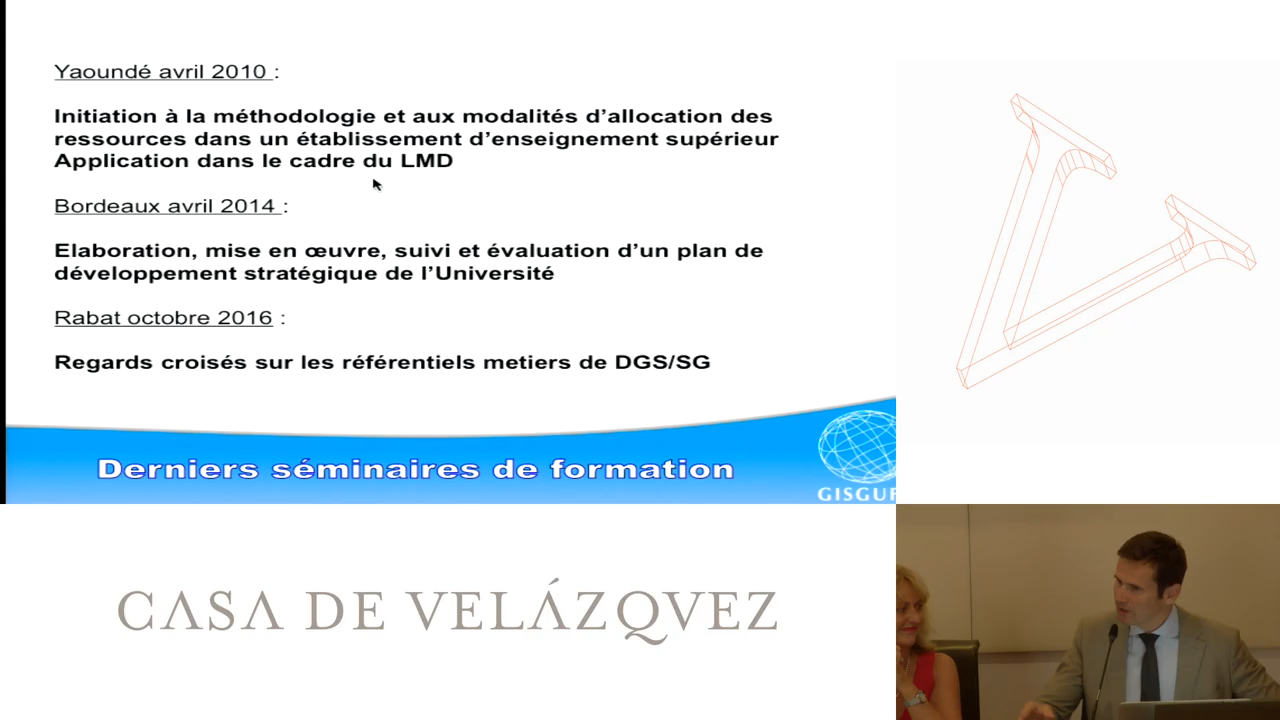 Yaoundé avril 2010 :
Initiation à la méthodologie et aux modalités d’allocation des
ressources dans un établissement d’enseignement supérieur
Application dans le cadre du LMD
Bordeaux avril 2014 :
Elaboration, mise en œuvre, suivi et évaluation d’un plan de
développement stratégique de l’Université
Rabat octobre 2016 :
Regards croisés sur les référentiels metiers de DGS/SG
Derniers séminaires de formation
CASA DE VELÁZQVEZ